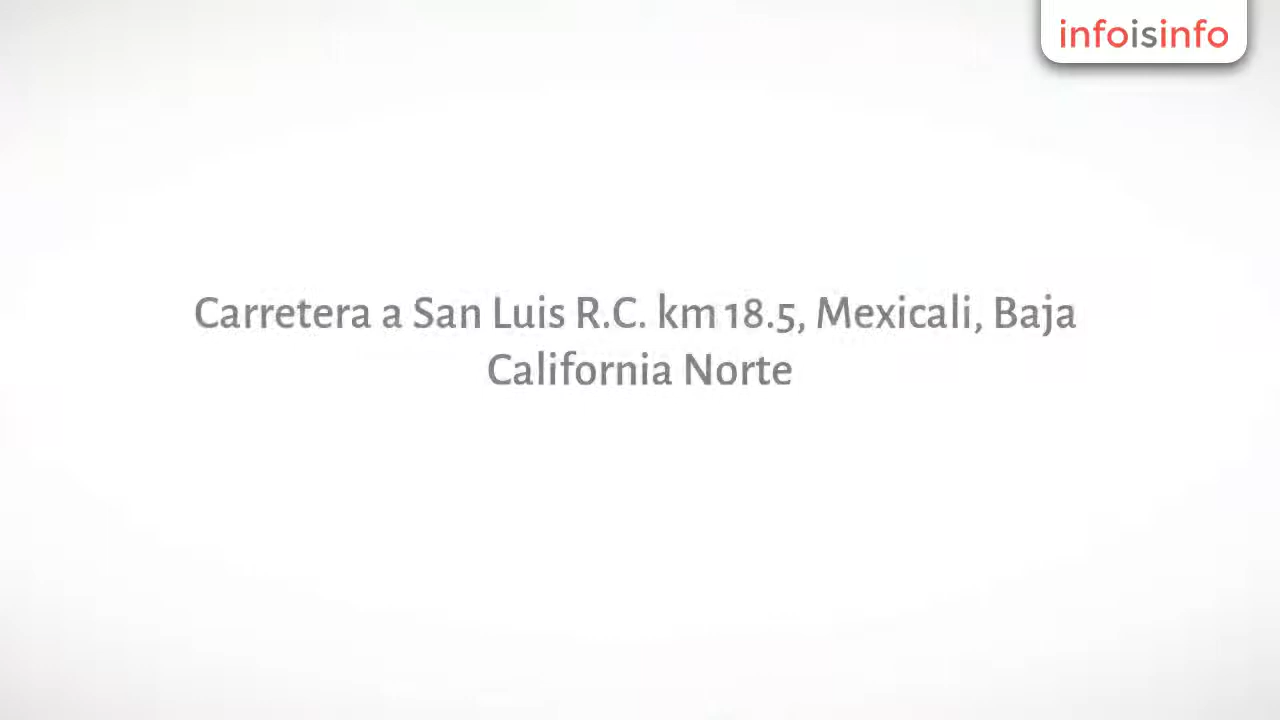 infoisinfo
Carretera a San Luis R.C. km 18.5, Mexicali, Baja
California Norte